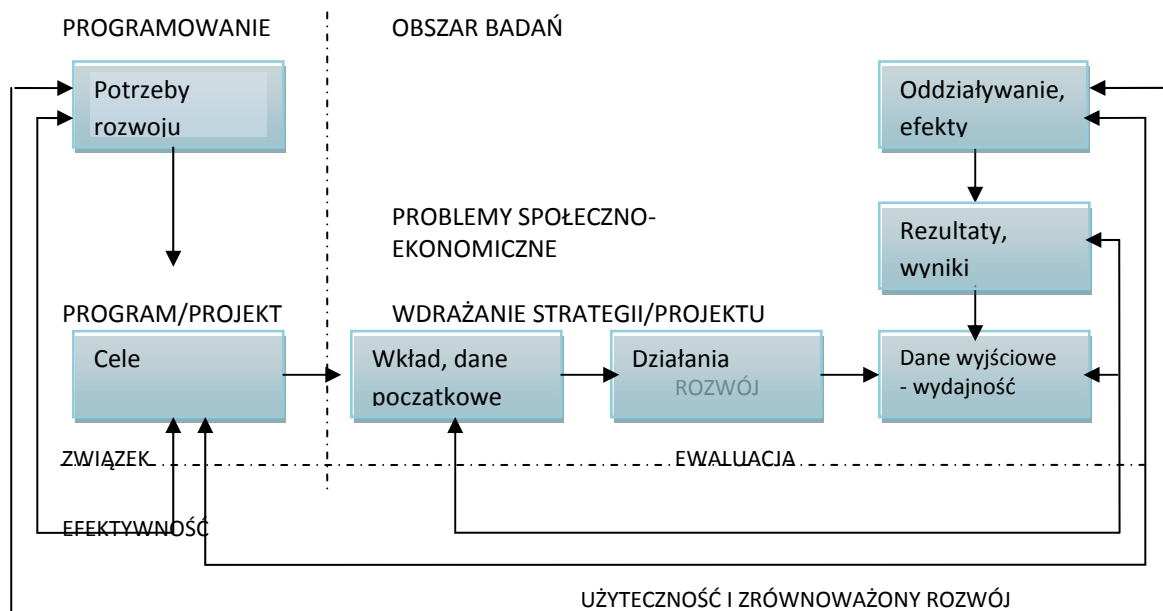 PROGRAMOWANIE
OBSZAR BADAŃ
Potrzeby
rozwoju
Oddziaływanie,
efekty
PROBLEMY SPOŁECZNO-
EKONOMICZNE
Rezultaty,
wyniki
PROGRAM/PROJEKT
WDRAŻANIE STRATEGII/PROJEKTU
Cele
Wkład, dane
początkowe
Działania
ROZWÓJ
Dane wyjściowe
- wydajność
ZWIĄZEK
EWALUACJA
EFEKTYWNOŚĆ
UŻYTECZNOŚĆ I ZRÓWNOWAŻONY ROZWÓJ